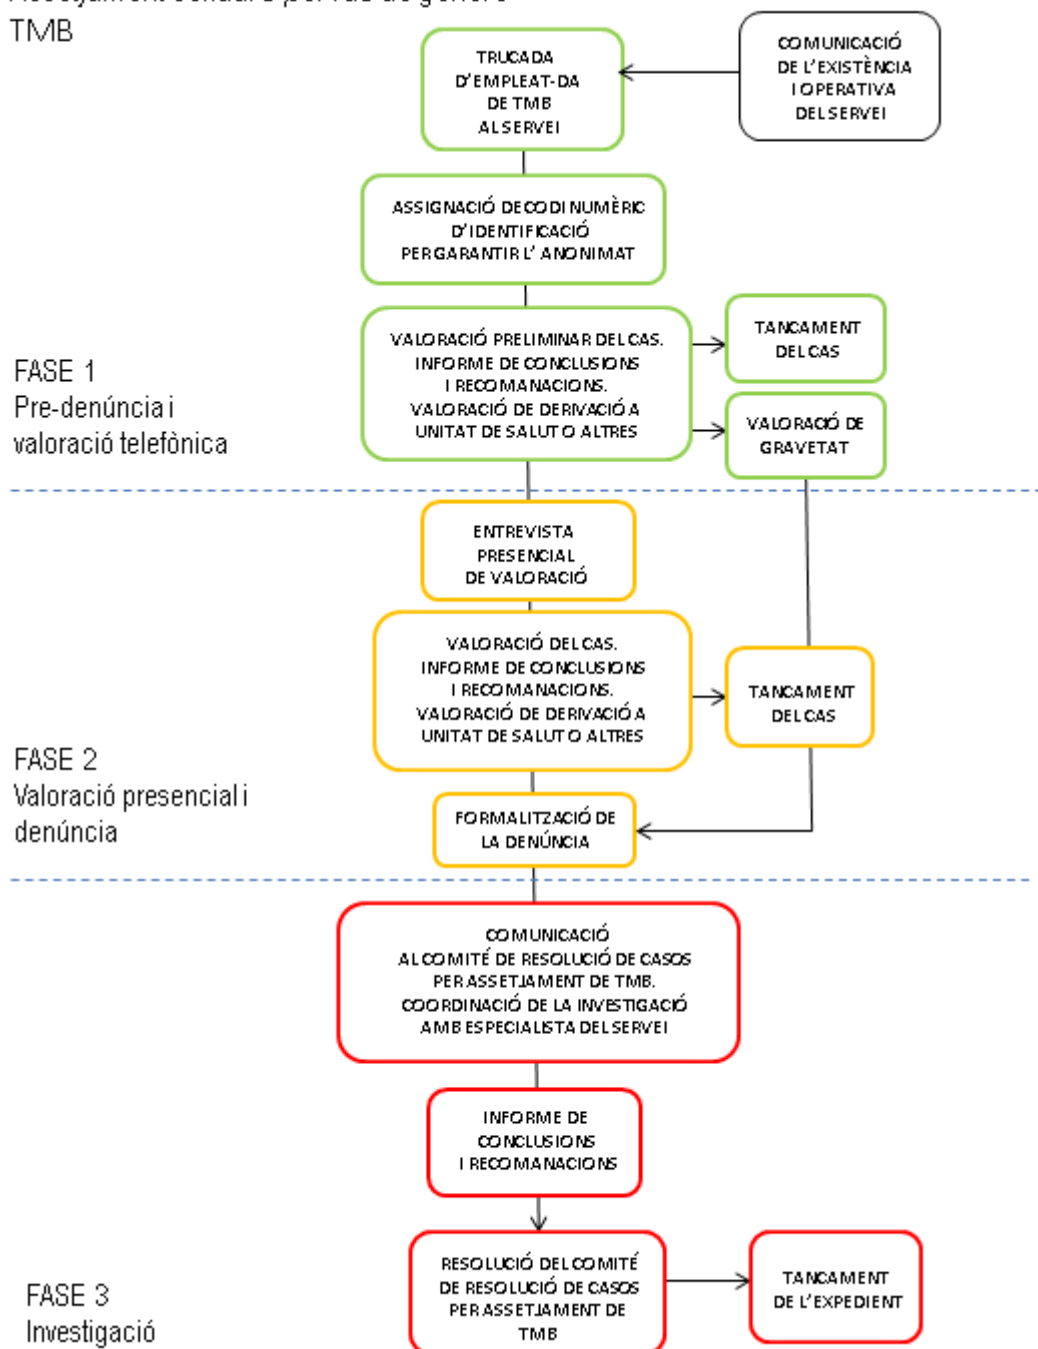 TMB
TRUCADA
D'EMPLEAT-DA
DE TMB
AL SERVEI
COMUNICACIÓ
DE L'EXISTÈNCIA
I OPERATIVA
DEL SERVEI
ASSIGNACIÓ DE CODI NUMÈRIC
D'IDENTIFICACIÓ
PER GARANTIR L' ANONIMAT
VALORACIÓ PRELIMINAR DEL CAS.
INFORME DE CONCLUSIONS
I RECOMANACIONS.
VALORACIÓ DE DERIVACIÓ A
UNITAT DE SALUT O ALTRES
TANCAMENT
DEL CAS
VALORACIÓ DE
GRAVETAT
FASE 1
Pre-denúncia i
valoració telefònica
ENTREVISTA
PRESENCIAL
DE VALORACIÓ
VALORACIÓ DEL CAS.
INFORME DE CONCLUSIONS
I RECOMANACIONS.
VALORACIÓ DE DERIVACIÓ A
UNITAT DE SALUT O ALTRES
TANCAMENT
DEL CAS
FASE 2
Valoració presencial i
denúncia
FORMALITZACIÓ DE
LA DENÚNCIA
COMUNICACIÓ
AL COMITÉ DE RESOLUCIÓ DE CASOS
PER ASSETJAMENT DE TMB.
COORDINACIÓ DE LA INVESTIGACIÓ
AMB ESPECIALISTA DEL SERVEI
INFORME DE
CONCLUSIONS
I RECOMANACIONS
RESOLUCIÓ DEL COMITÉ
DE RESOLUCIÓ DE CASOS
PER ASSETJAMENT DE
TMB
TANCAMENT
DE L'EXPEDIENT
FASE 3
Investigació